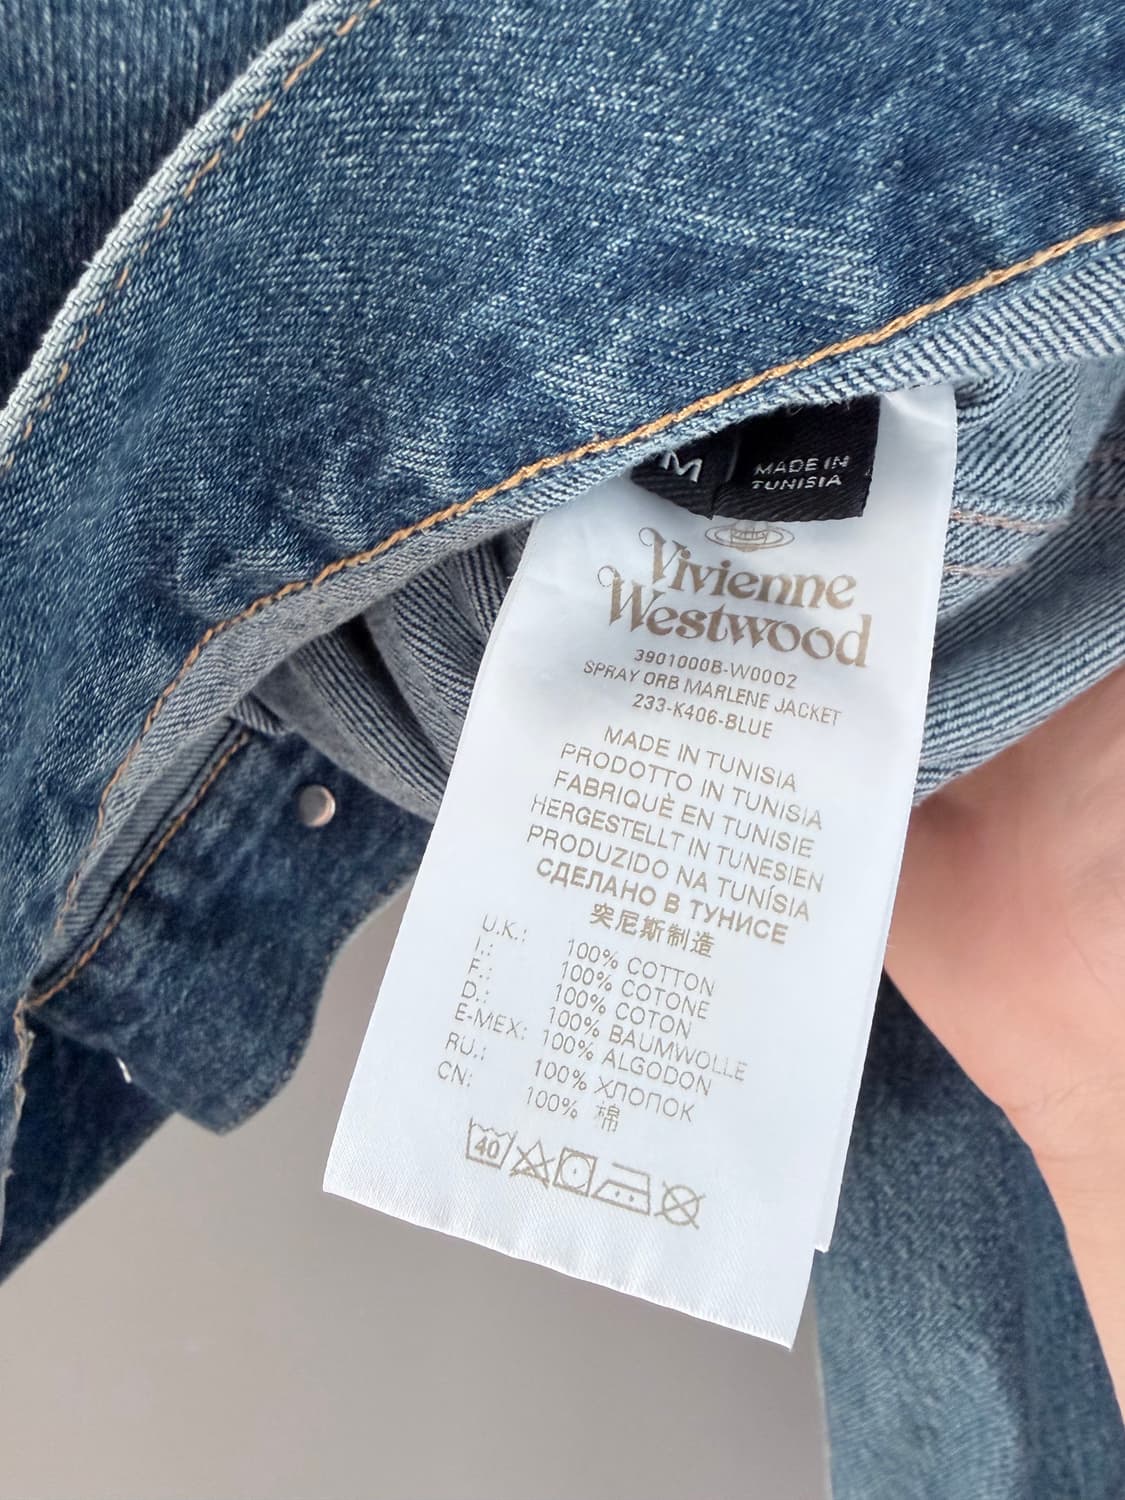 M
MADE IN
TUNISIA
Vivienne
Westwood
3901000B-W00OZ
SPRAY ORB MARLENE JACKET
233-K406-BLUE
MADE IN TUNISIA
PRODOTTO IN TUNISIA
FABRIQUÈ EN TUNISIE
HERGESTELLT IN TUNESIEN
PRODUZIDO NA TUNÍSIA
СДЕЛАНО В ТУНИСЕ
突尼斯制造
U.K.: 100% COTTON
I.: 100% COTONE
F.: 100% COTON
D.: 100% BAUMWOLLE
E-MEX: 100% ALGODON
RU.: 100% ХЛОПОК
CN: 100% 棉
40